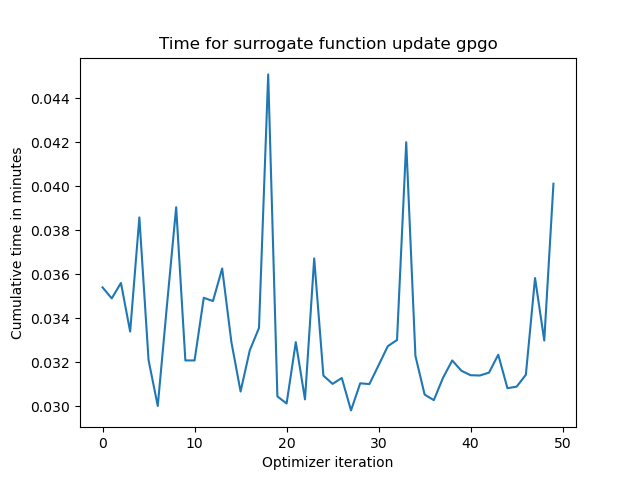 Time for surrogate function update gpgo
Cumulative time in minutes
0.044
0.042
0.040
0.038
0.036
0.034
0.032
0.030
0 10 20 30 40 50
Optimizer iteration